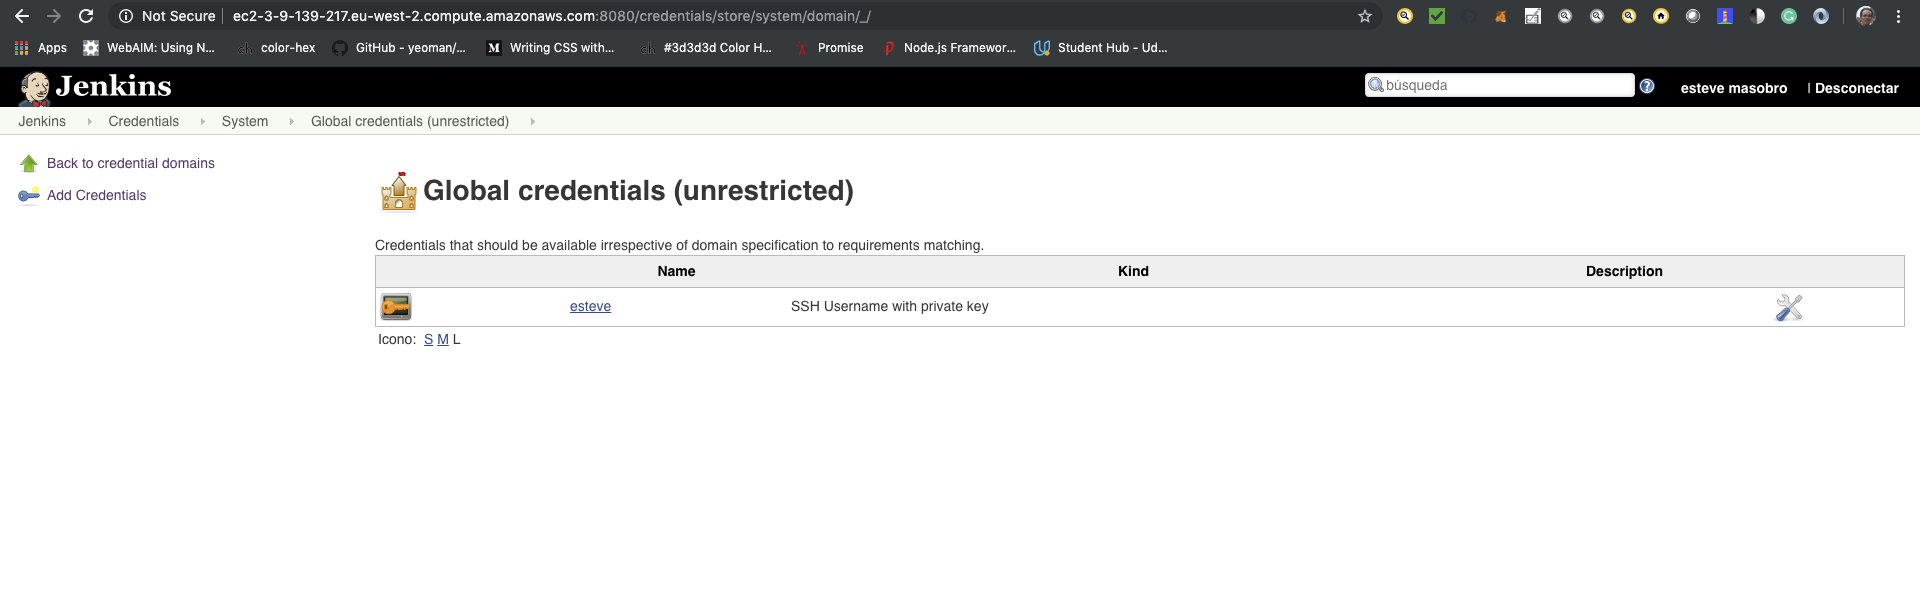 Not Secure | ec2-3-9-139-217.eu-west-2.compute.amazonaws.com:8080/credentials/store/system/domain/_/
Apps WebAIM: Using N... color-hex GitHub - yeoman/... Writing CSS with... #3d3d3d Color H... Promise Node.js Framewor... Student Hub - Ud...
Jenkins búsqueda esteve masobro | Desconectar
Jenkins Credentials System Global credentials (unrestricted)
Back to credential domains
Add Credentials
Global credentials (unrestricted)
Credentials that should be available irrespective of domain specification to requirements matching.
Name Kind Description
esteve SSH Username with private key
Icono: S M L